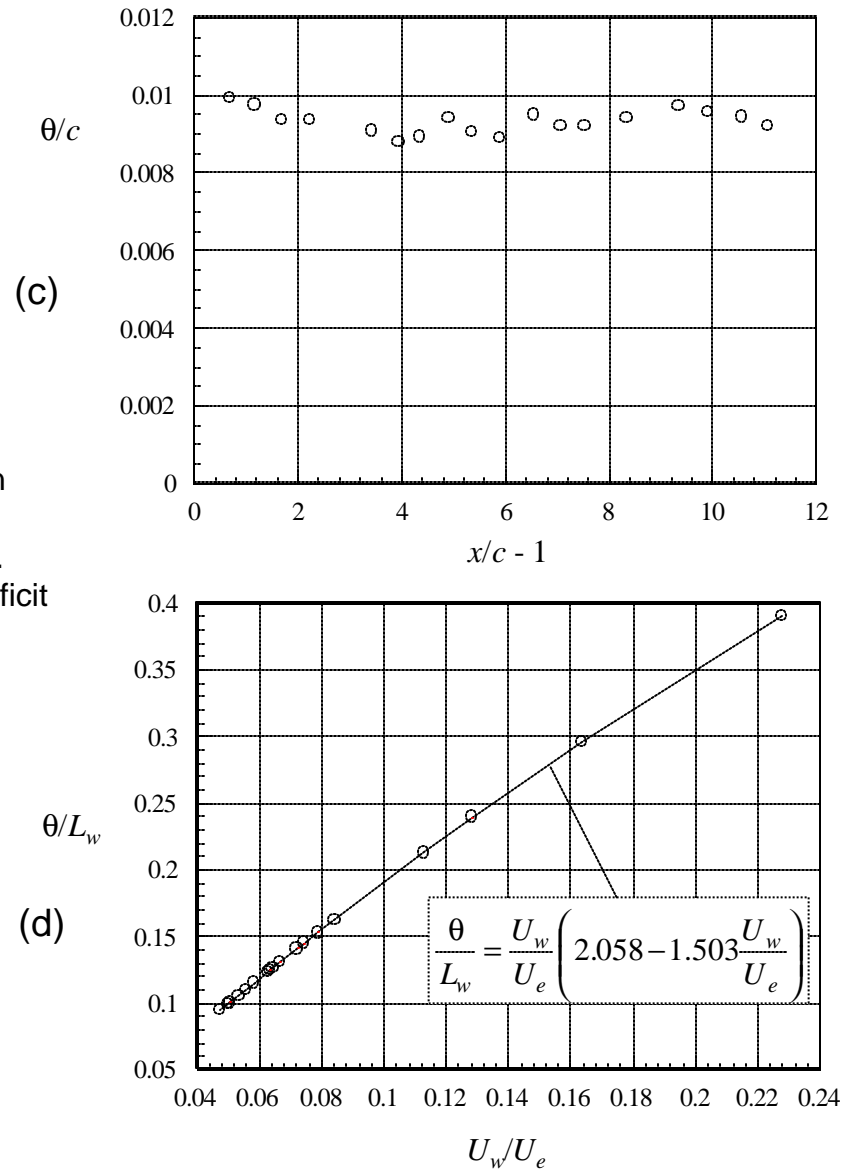 0.012
0.01
θ/c
0.008
0.006
(c)
0.004
0.002
n
0
0 2 4 6 8 10 12
x/c - 1
.
ficit
0.4
0.35
0.3
0.25
θ/L_w
0.2
(d)
0.15
θ/L_w = U_w/U_e (2.058 − 1.503 U_w/U_e)
0.1
0.05
0.04 0.06 0.08 0.1 0.12 0.14 0.16 0.18 0.2 0.22 0.24
U_w/U_e